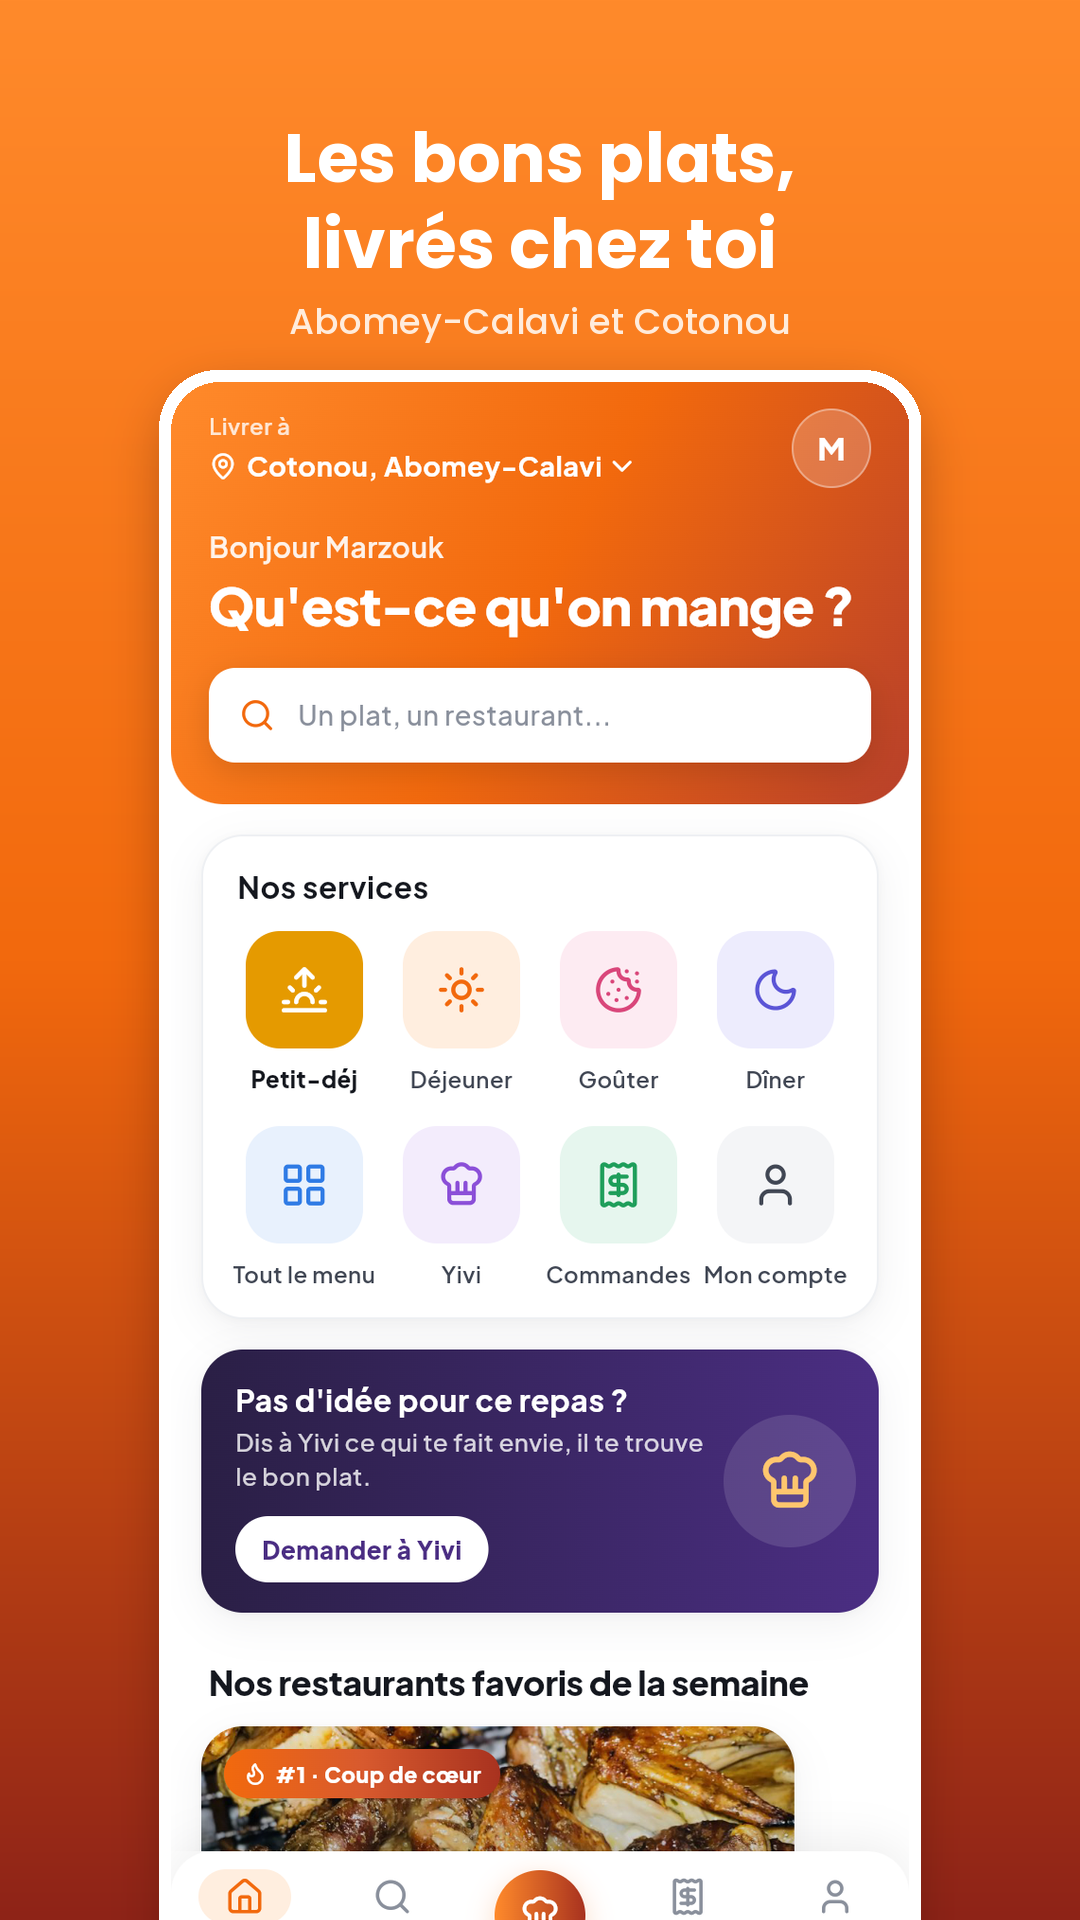 Les bons plats,
livrés chez toi
Abomey-Calavi et Cotonou
Livrer à
Cotonou, Abomey-Calavi
M
Bonjour Marzouk
Qu'est-ce qu'on mange ?
Un plat, un restaurant...
Nos services
Petit-déj
Déjeuner
Goûter
Dîner
Tout le menu
Yivi
Commandes
Mon compte
Pas d'idée pour ce repas ?
Dis à Yivi ce qui te fait envie, il te trouve
le bon plat.
Demander à Yivi
Nos restaurants favoris de la semaine
#1 · Coup de cœur